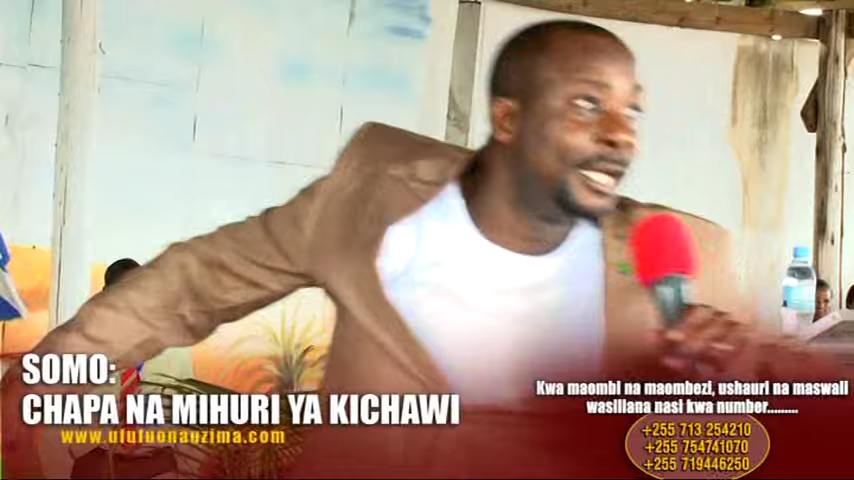 SOMO:
CHAPA NA MIHURI YA KICHAWI
www.ufufuonauzima.com
Kwa maombi na maombezi, ushauri na maswali
wasiliana nasi kwa number.........
+255 713 254210
+255 754741070
+255 719446250